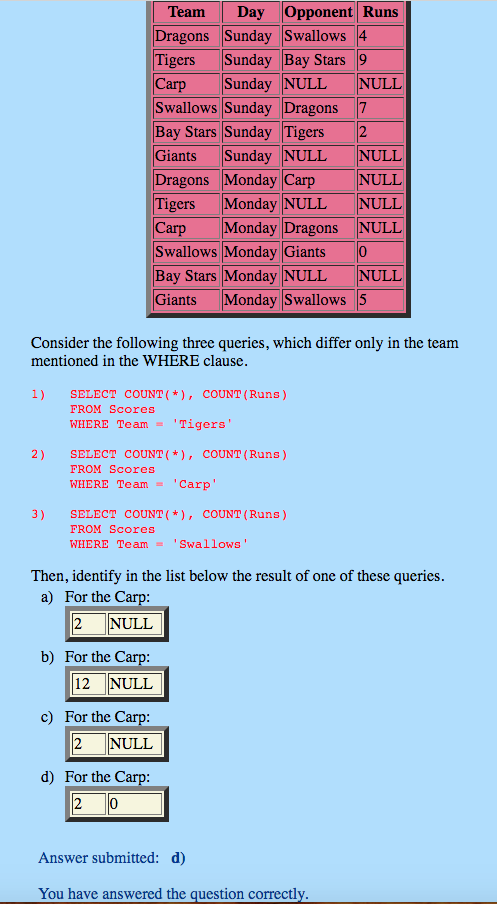 Team Day Opponent Runs
Dragons Sunday Swallows 4
Tigers Sunday Bay Stars 9
Carp Sunday NULL NULL
Swallows Sunday Dragons 7
Bay Stars Sunday Tigers 2
Giants Sunday NULL NULL
Dragons Monday Carp NULL
Tigers Monday NULL NULL
Carp Monday Dragons NULL
Swallows Monday Giants 0
Bay Stars Monday NULL NULL
Giants Monday Swallows 5
Consider the following three queries, which differ only in the team
mentioned in the WHERE clause.
1) SELECT COUNT(*), COUNT(Runs)
FROM Scores
WHERE Team = 'Tigers'
2) SELECT COUNT(*), COUNT(Runs)
FROM Scores
WHERE Team = 'Carp'
3) SELECT COUNT(*), COUNT(Runs)
FROM Scores
WHERE Team = 'Swallows'
Then, identify in the list below the result of one of these queries.
a) For the Carp:
2 NULL
b) For the Carp:
12 NULL
c) For the Carp:
2 NULL
d) For the Carp:
2 0
Answer submitted: d)
You have answered the question correctly.